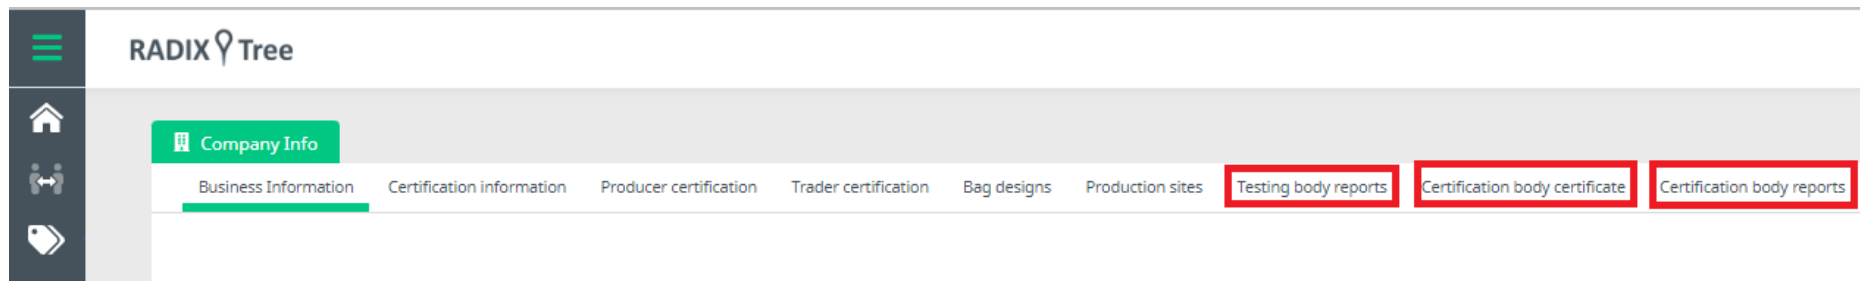 RADIX Tree
Company Info
Business Information Certification information Producer certification Trader certification Bag designs Production sites Testing body reports Certification body certificate Certification body reports